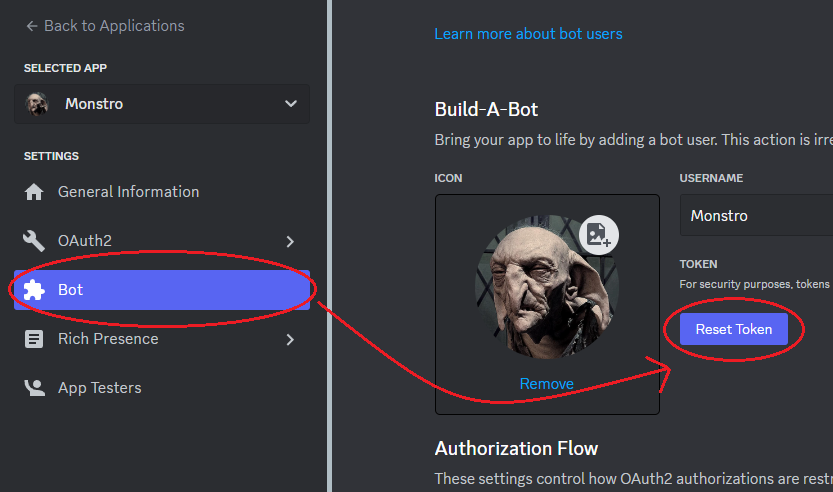 ← Back to Applications
SELECTED APP
Monstro
SETTINGS
General Information
OAuth2
Bot
Rich Presence
App Testers
Learn more about bot users
Build-A-Bot
Bring your app to life by adding a bot user. This action is irre
ICON
Remove
USERNAME
Monstro
TOKEN
For security purposes, tokens
Reset Token
Authorization Flow
These settings control how OAuth2 authorizations are restr